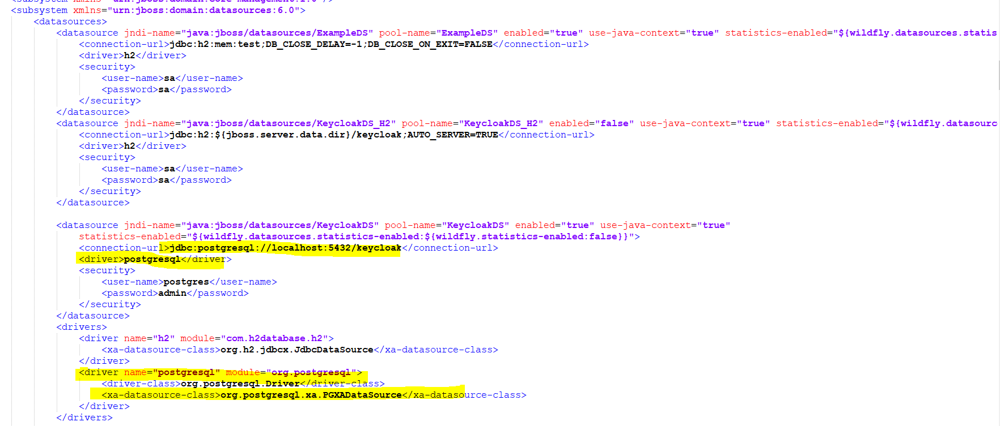 <subsystem xmlns="urn:jboss:domain:core-management:1.0"/>
<subsystem xmlns="urn:jboss:domain:datasources:6.0">
<datasources>
<datasource jndi-name="java:jboss/datasources/ExampleDS" pool-name="ExampleDS" enabled="true" use-java-context="true" statistics-enabled="${wildfly.datasources.statis
<connection-url>jdbc:h2:mem:test;DB_CLOSE_DELAY=-1;DB_CLOSE_ON_EXIT=FALSE</connection-url>
<driver>h2</driver>
<security>
<user-name>sa</user-name>
<password>sa</password>
</security>
</datasource>
<datasource jndi-name="java:jboss/datasources/KeycloakDS_H2" pool-name="KeycloakDS_H2" enabled="false" use-java-context="true" statistics-enabled="${wildfly.datasourc
<connection-url>jdbc:h2:${jboss.server.data.dir}/keycloak;AUTO_SERVER=TRUE</connection-url>
<driver>h2</driver>
<security>
<user-name>sa</user-name>
<password>sa</password>
</security>
</datasource>
<datasource jndi-name="java:jboss/datasources/KeycloakDS" pool-name="KeycloakDS" enabled="true" use-java-context="true"
statistics-enabled="${wildfly.datasources.statistics-enabled:${wildfly.statistics-enabled:false}}">
<connection-url>jdbc:postgresql://localhost:5432/keycloak</connection-url>
<driver>postgresql</driver>
<security>
<user-name>postgres</user-name>
<password>admin</password>
</security>
</datasource>
<drivers>
<driver name="h2" module="com.h2database.h2">
<xa-datasource-class>org.h2.jdbcx.JdbcDataSource</xa-datasource-class>
</driver>
<driver name="postgresql" module="org.postgresql">
<driver-class>org.postgresql.Driver</driver-class>
<xa-datasource-class>org.postgresql.xa.PGXADataSource</xa-datasource-class>
</driver>
</drivers>